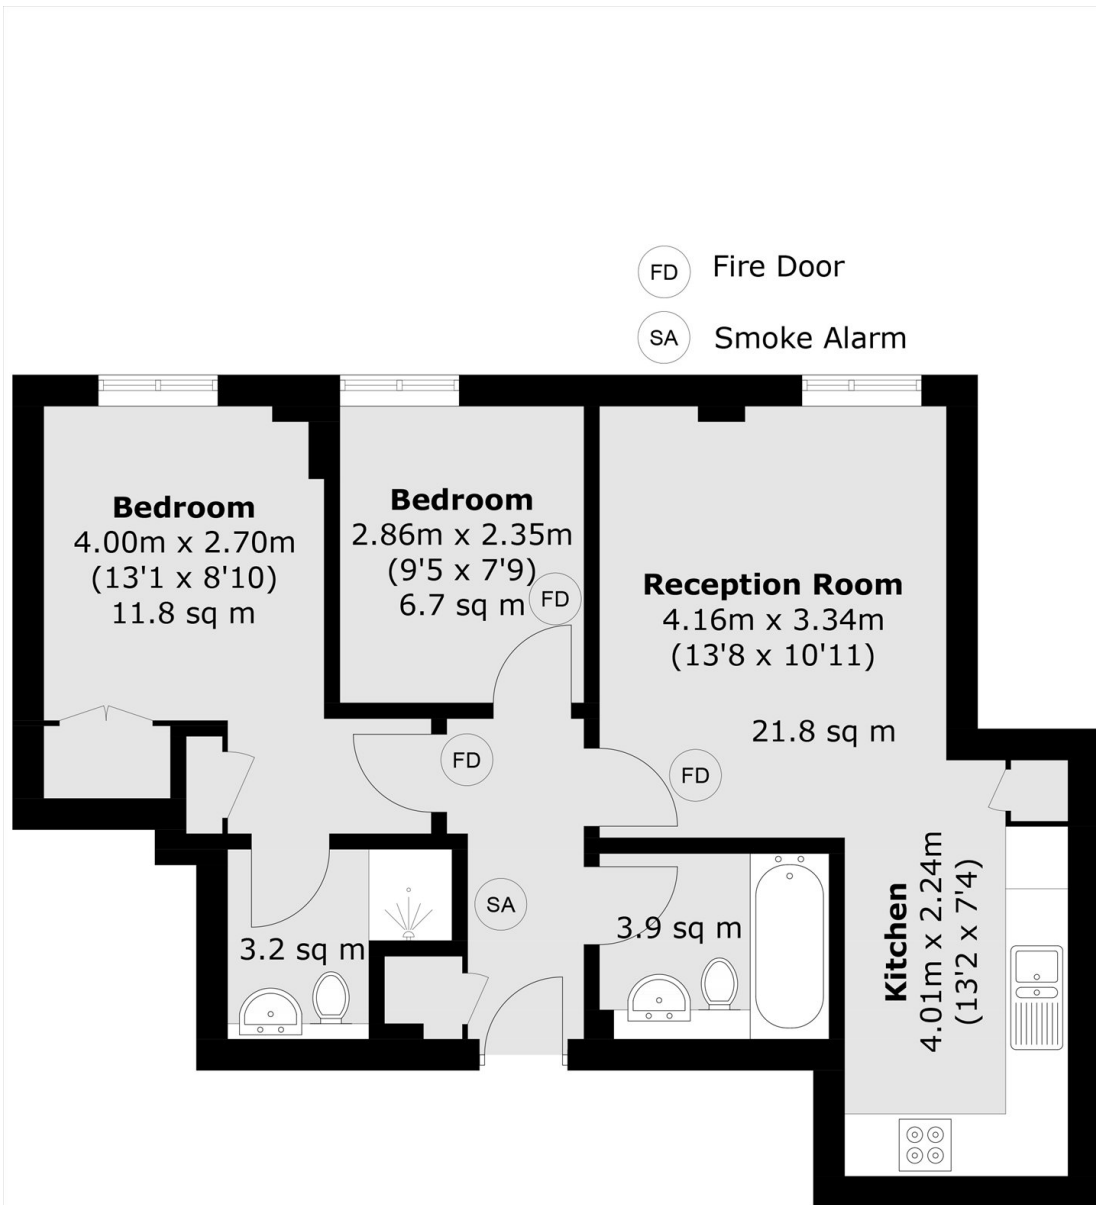 FD Fire Door
SA Smoke Alarm
Bedroom
4.00m x 2.70m
(13'1 x 8'10)
11.8 sq m
Bedroom
2.86m x 2.35m
(9'5 x 7'9)
6.7 sq m
FD
Reception Room
4.16m x 3.34m
(13'8 x 10'11)
21.8 sq m
FD
FD
SA
3.2 sq m
3.9 sq m
Kitchen
4.01m x 2.24m
(13'2 x 7'4)